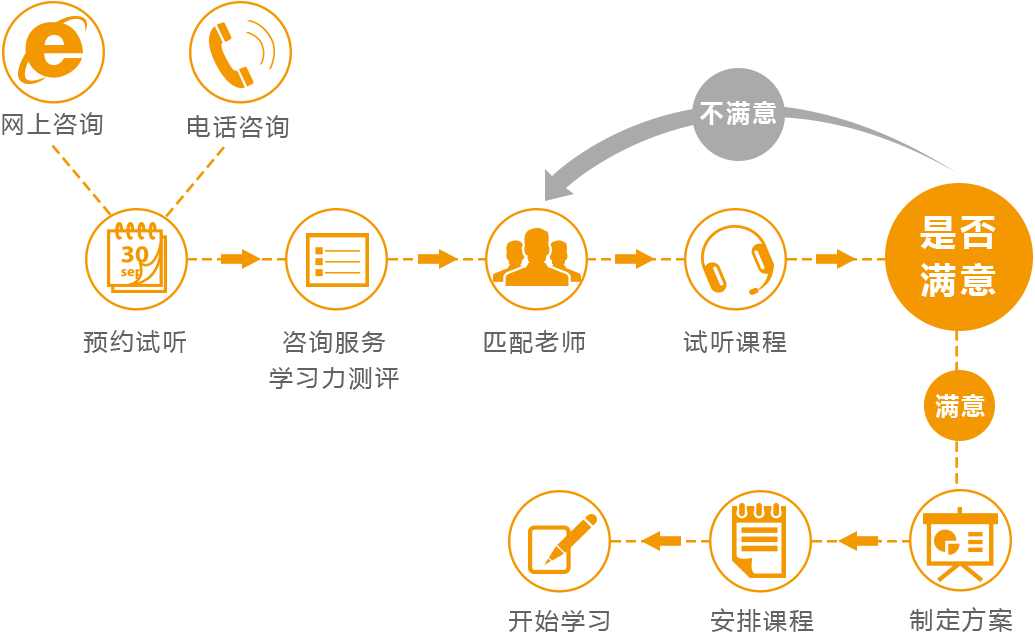 网上咨询
电话咨询
不满意
30
sep
是否
满意
预约试听
咨询服务
学习力测评
匹配老师
试听课程
满意
开始学习
安排课程
制定方案